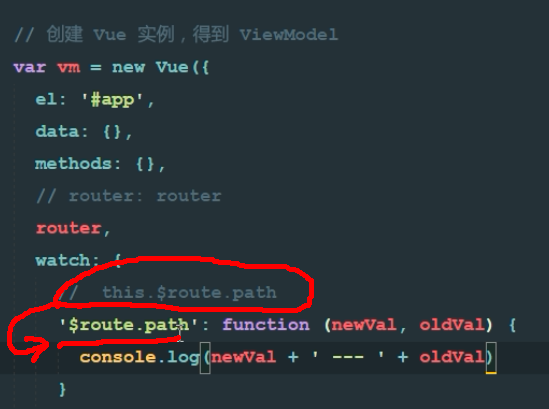 // 创建 Vue 实例，得到 ViewModel
var vm = new Vue({
el: '#app',
data: {},
methods: {},
// router: router
router,
watch: {
// this.$route.path
'$route.path': function (newVal, oldVal) {
console.log(newVal + ' --- ' + oldVal)
}